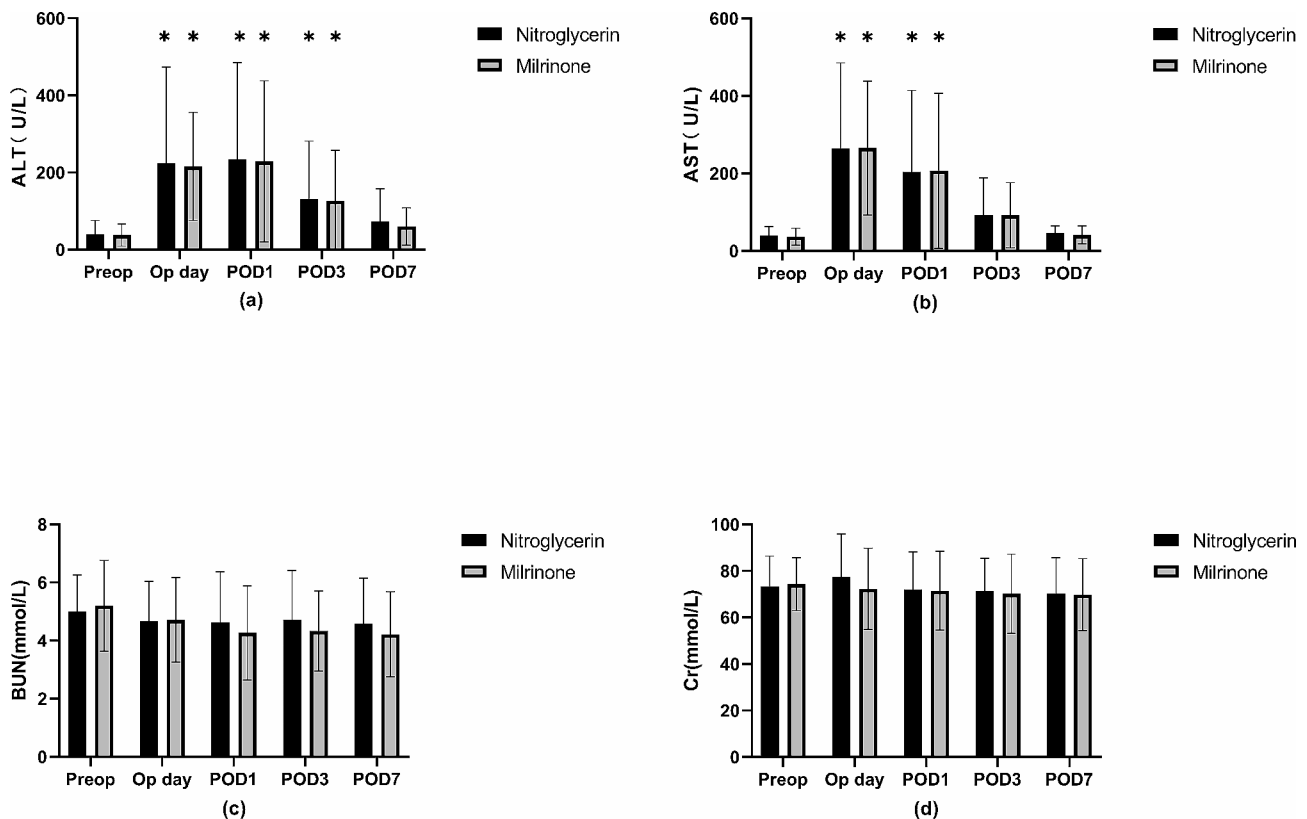 600
400
200
0
ALT( U/L)
* * * * * *
Nitroglycerin
Milrinone
Preop Op day POD1 POD3 POD7
(a)
600
400
200
0
AST( U/L)
* * * *
Nitroglycerin
Milrinone
Preop Op day POD1 POD3 POD7
(b)
8
6
4
2
0
BUN(mmol/L)
Nitroglycerin
Milrinone
Preop Op day POD1 POD3 POD7
(c)
100
80
60
40
20
0
Cr(mmol/L)
Nitroglycerin
Milrinone
Preop Op day POD1 POD3 POD7
(d)